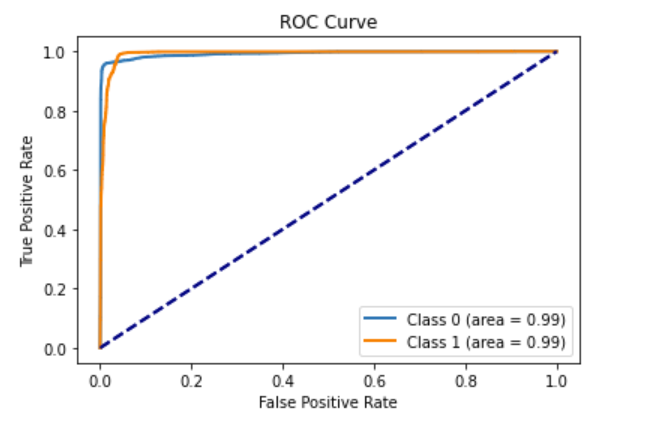 ROC Curve
1.0
0.8
0.6
0.4
0.2
0.0
True Positive Rate
Class 0 (area = 0.99)
Class 1 (area = 0.99)
0.0 0.2 0.4 0.6 0.8 1.0
False Positive Rate